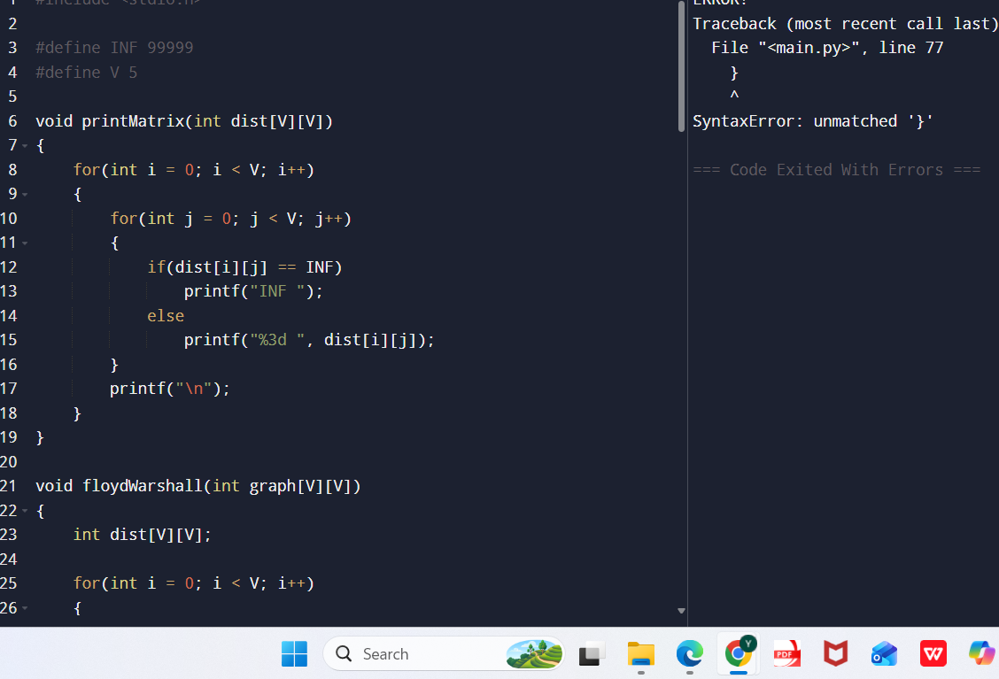 1 #include <stdio.h>
2
3 #define INF 99999
4 #define V 5
5
6 void printMatrix(int dist[V][V])
7 {
8     for(int i = 0; i < V; i++)
9     {
10         for(int j = 0; j < V; j++)
11         {
12             if(dist[i][j] == INF)
13                 printf("INF ");
14             else
15                 printf("%3d ", dist[i][j]);
16         }
17         printf("\n");
18     }
19 }
20
21 void floydWarshall(int graph[V][V])
22 {
23     int dist[V][V];
24
25     for(int i = 0; i < V; i++)
26     {
ERROR!
Traceback (most recent call last)
  File "<main.py>", line 77
    }
    ^
SyntaxError: unmatched '}'

=== Code Exited With Errors ===
Search
Y
PDF
W